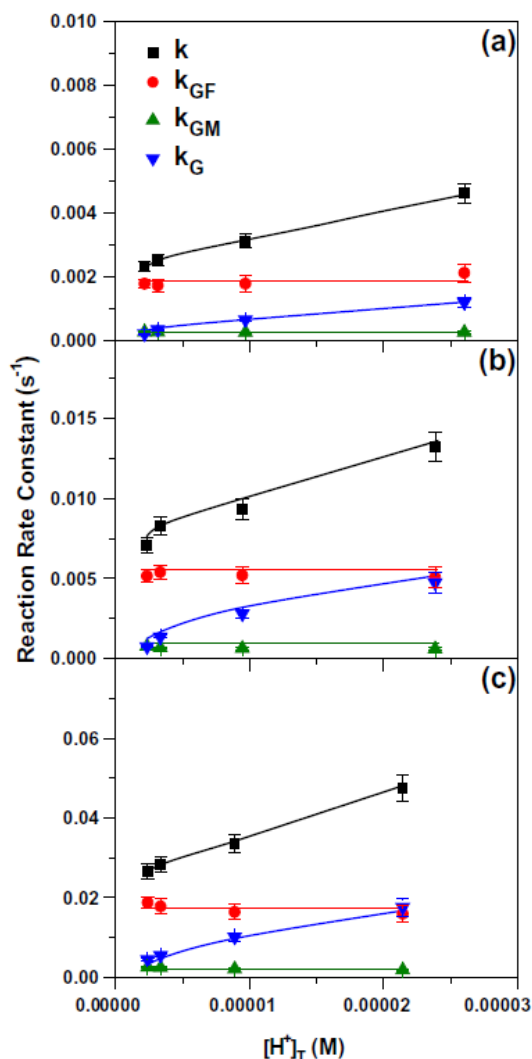 0.010
(a)
k
0.008
k_GF
k_GM
0.006
k_G
0.004
0.002
0.000
(b)
0.015
0.010
0.005
0.000
(c)
0.06
0.04
0.02
0.00
Reaction Rate Constant (s⁻¹)
0.00000 0.00001 0.00002 0.00003
[H⁺]_T (M)